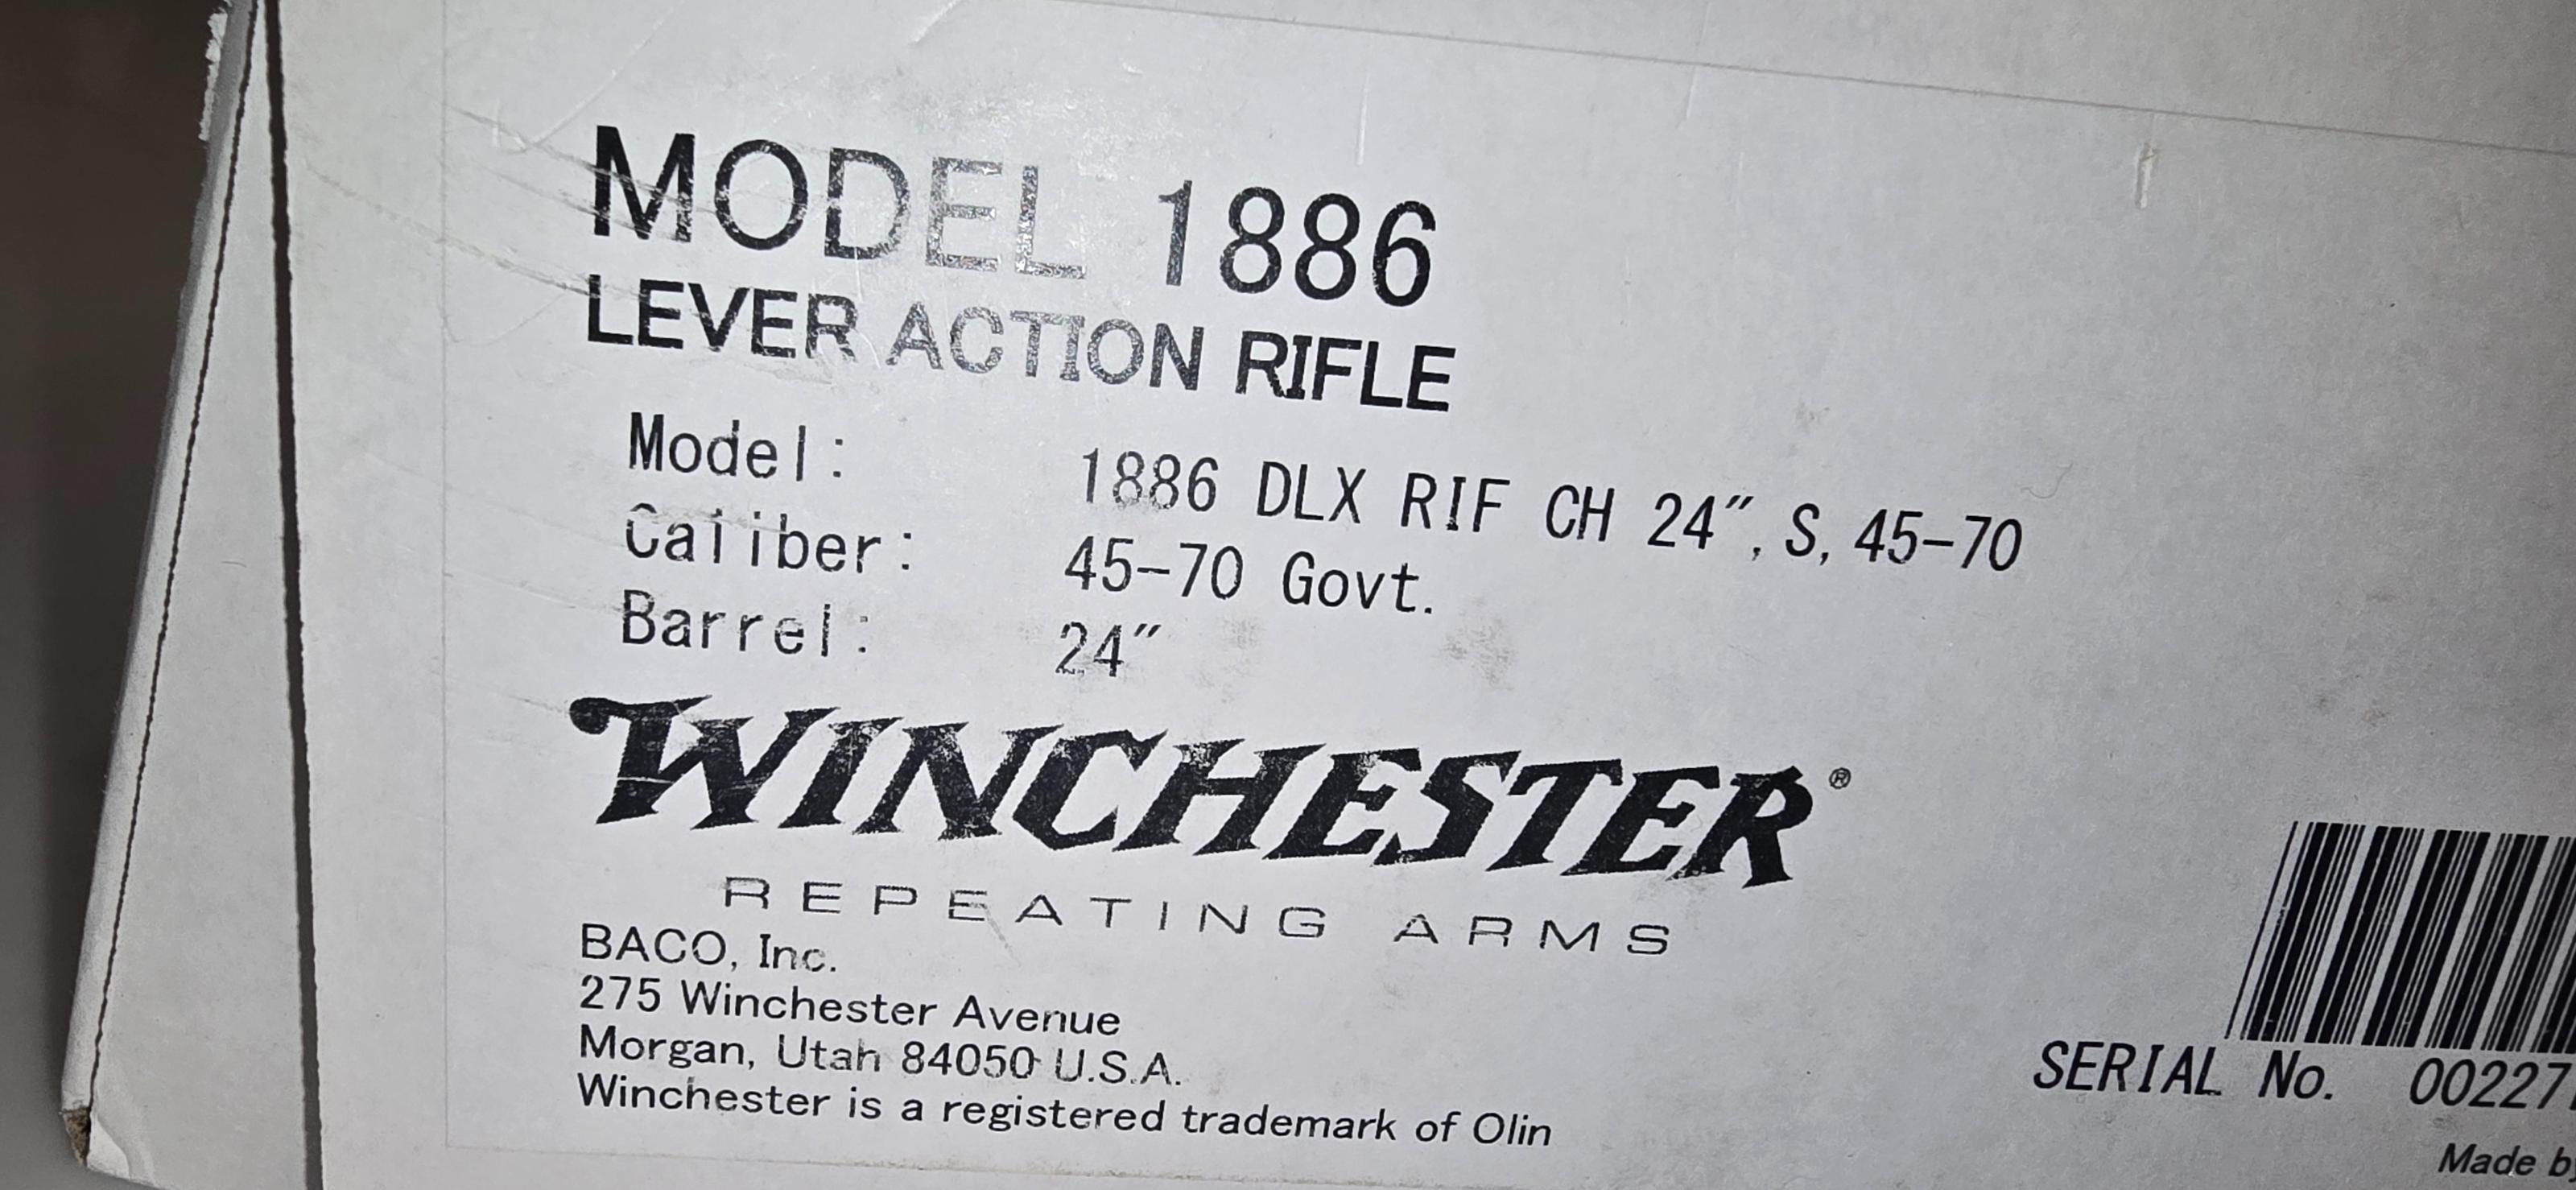 MODEL 1886
LEVER ACTION RIFLE
Model: 1886 DLX RIF CH 24", S, 45-70
Caliber: 45-70 Govt.
Barrel: 24"
WINCHESTER®
REPEATING ARMS
BACO, Inc.
275 Winchester Avenue
Morgan, Utah 84050 U.S.A.
Winchester is a registered trademark of Olin
SERIAL No. 00227
Made